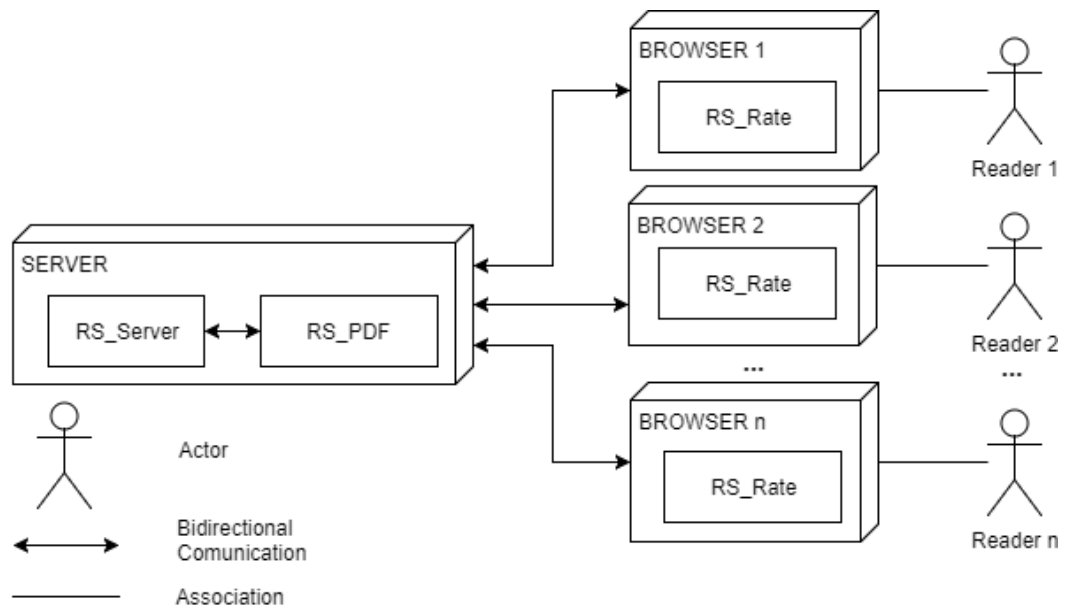 BROWSER 1
RS_Rate
Reader 1
BROWSER 2
RS_Rate
Reader 2
SERVER
RS_Server
RS_PDF
...
...
BROWSER n
RS_Rate
Reader n
Actor
Bidirectional
Comunication
Association